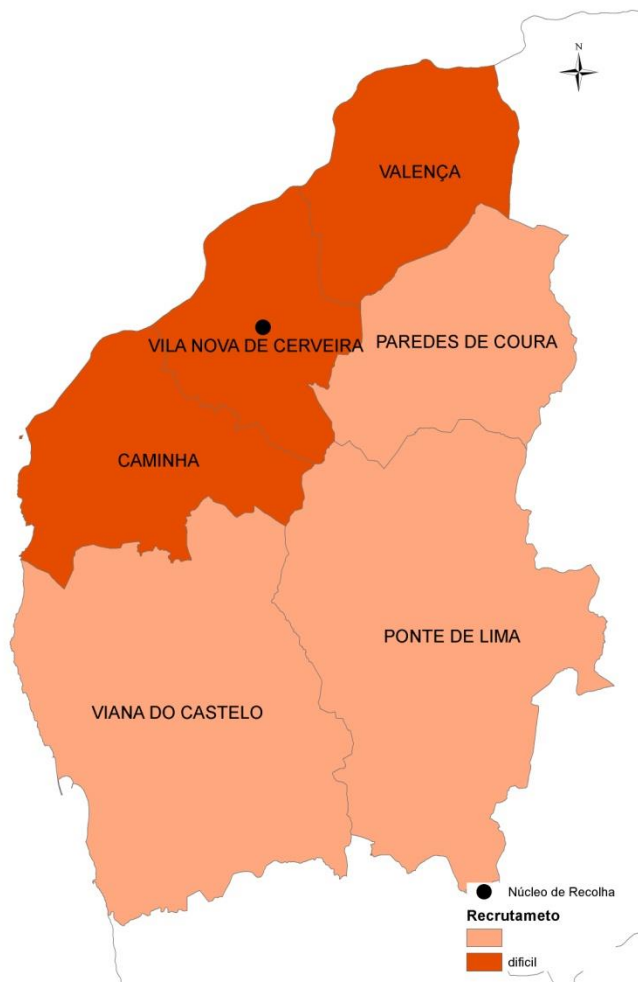 N
VALENÇA
VILA NOVA DE CERVEIRA
PAREDES DE COURA
CAMINHA
PONTE DE LIMA
VIANA DO CASTELO
Núcleo de Recolha
Recrutameto
dificil